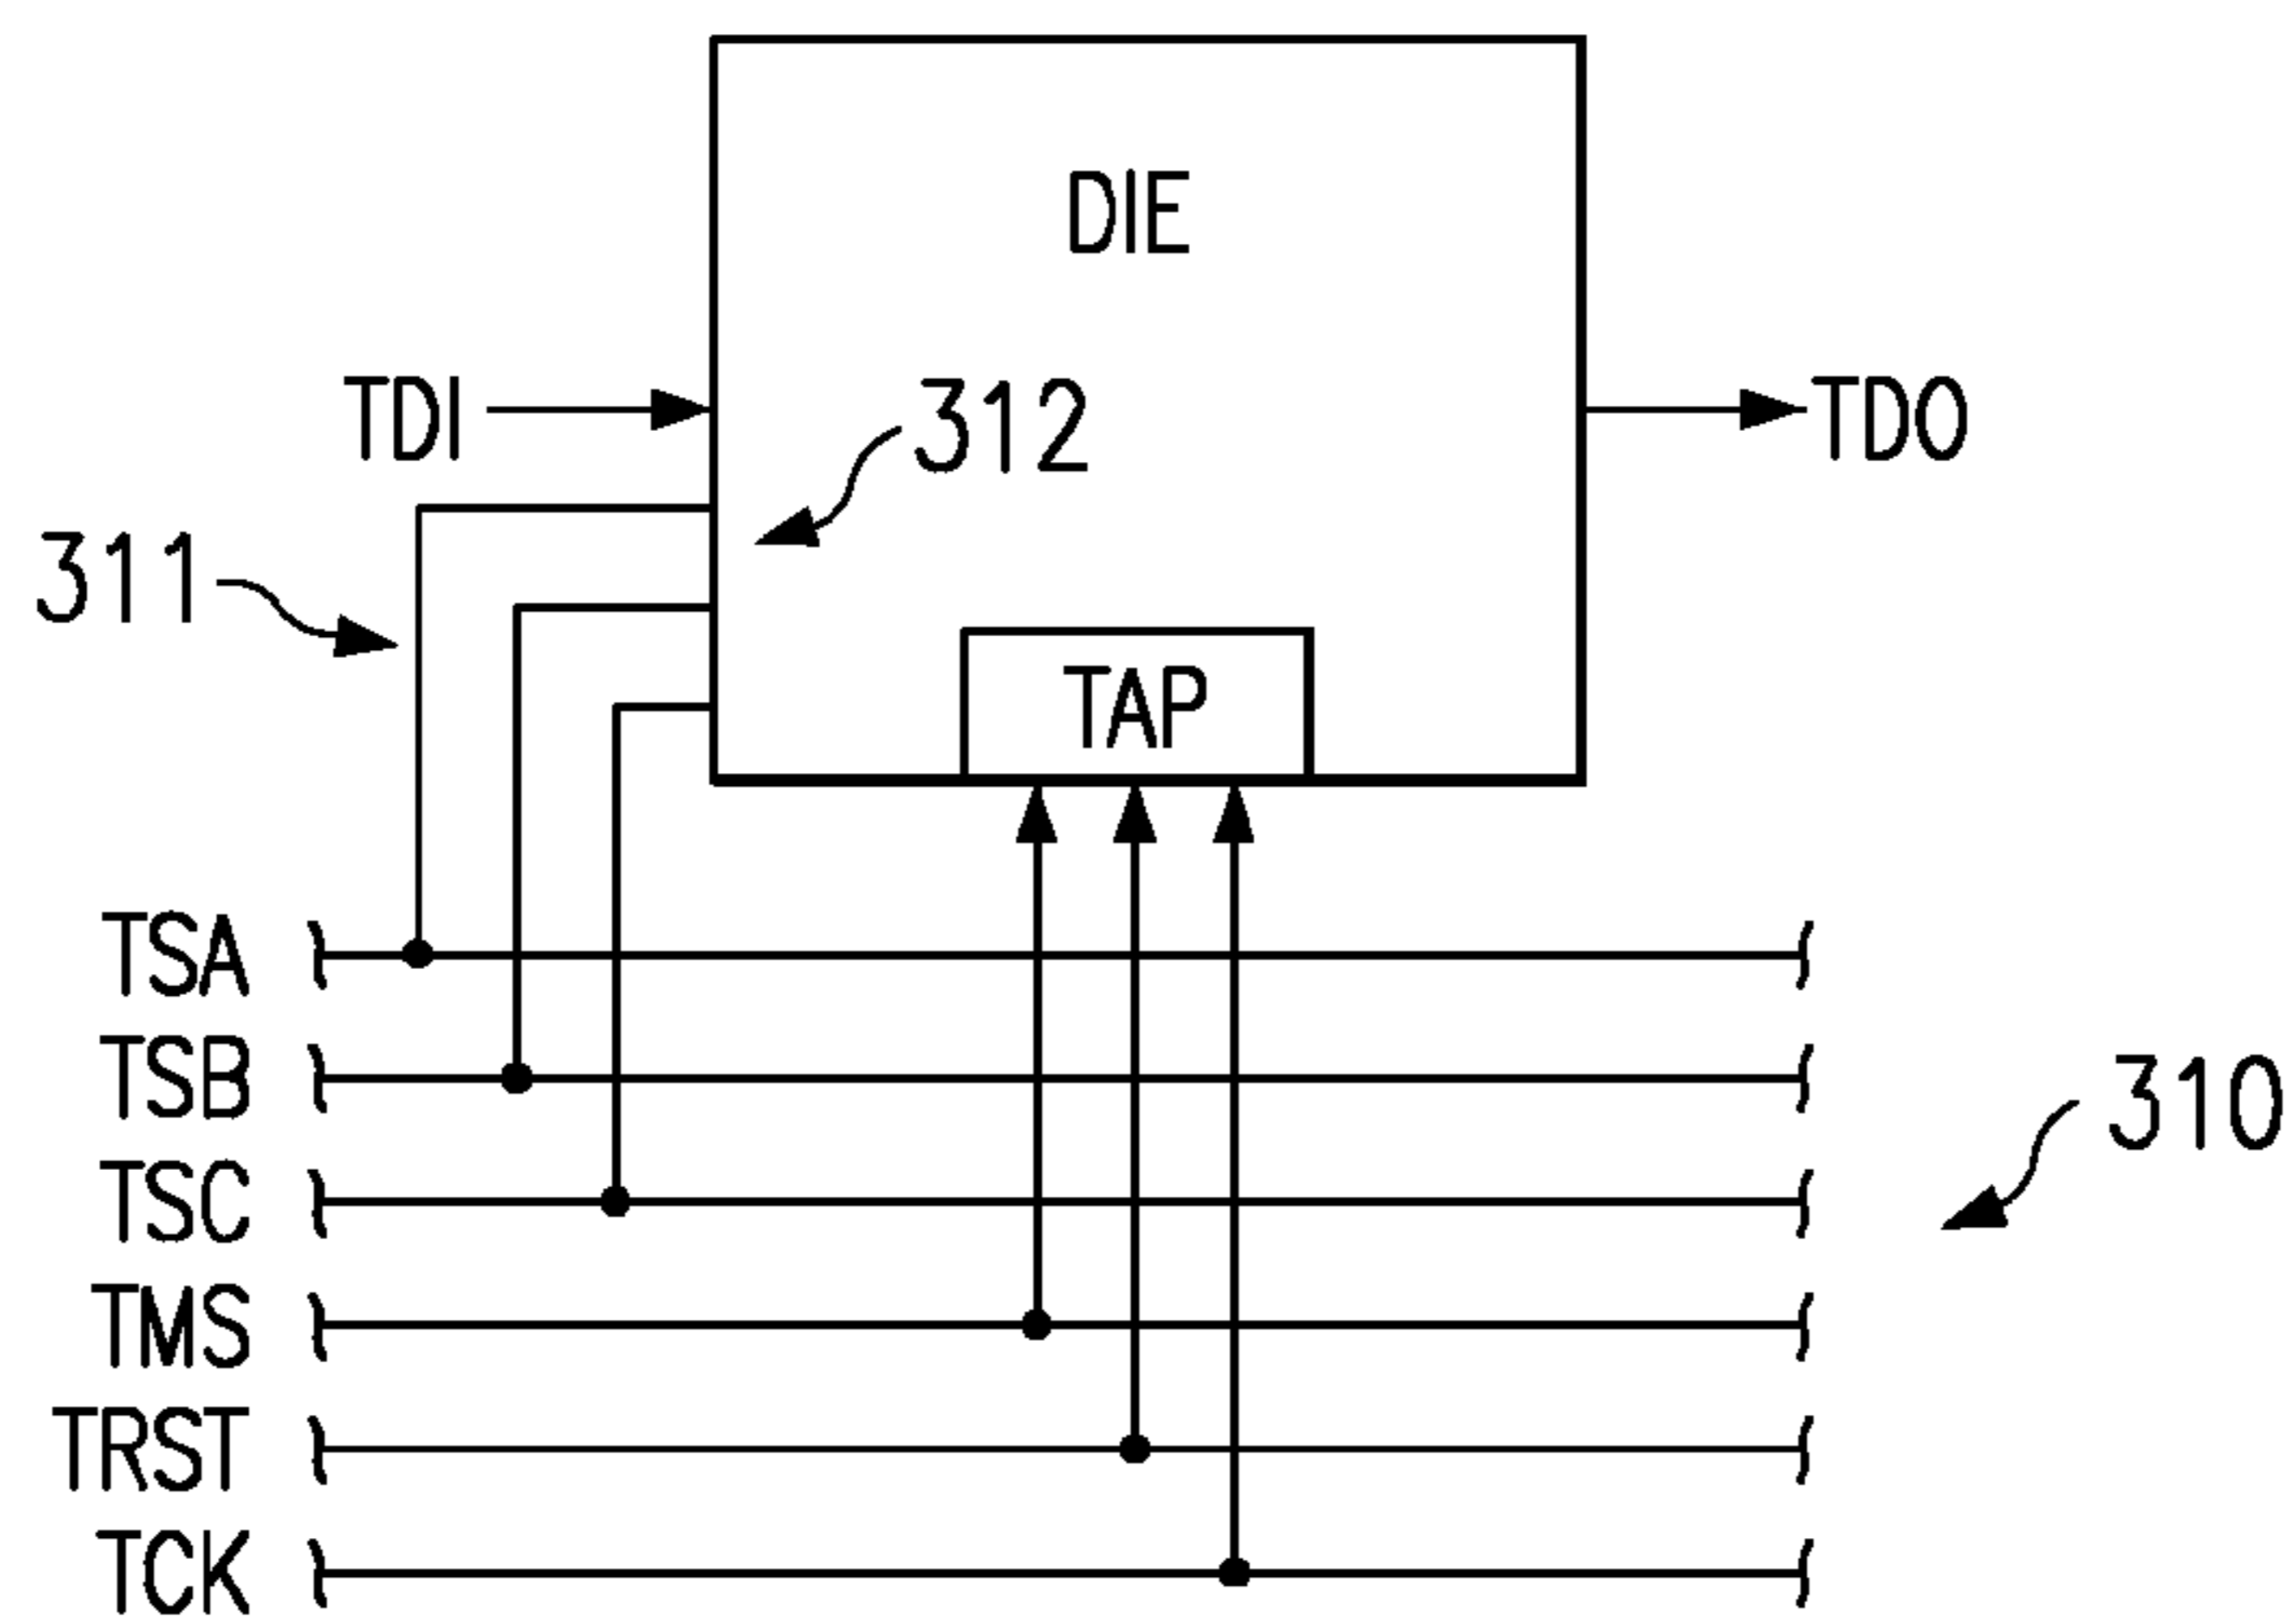 DIE
TDI
312
TDO
311
TAP
TSA
TSB
310
TSC
TMS
TRST
TCK